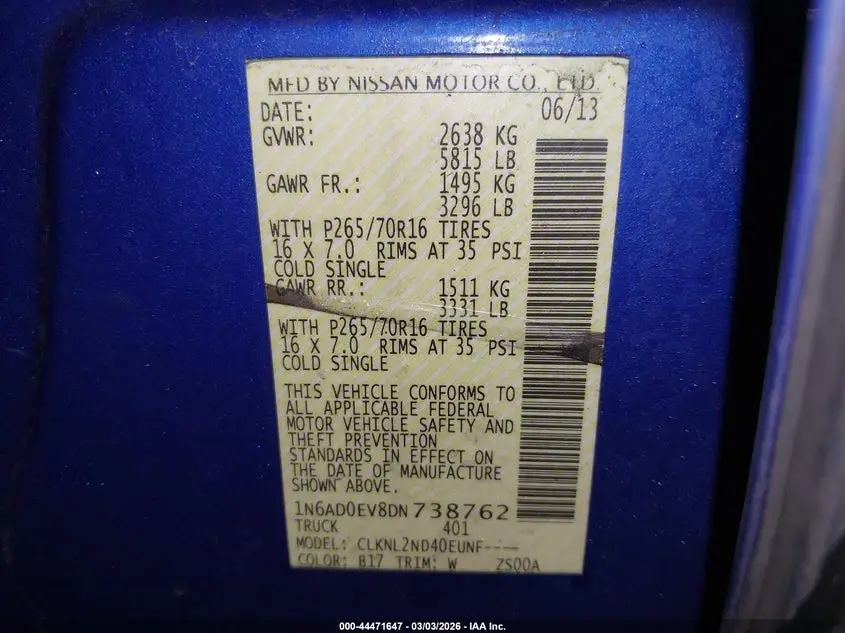 MFD BY NISSAN MOTOR CO., LTD.
DATE: 06/13
GVWR: 2638 KG
5815 LB
GAWR FR.: 1495 KG
3296 LB
WITH P265/70R16 TIRES
16 X 7.0 RIMS AT 35 PSI
COLD SINGLE
GAWR RR.: 1511 KG
3331 LB
WITH P265/70R16 TIRES
16 X 7.0 RIMS AT 35 PSI
COLD SINGLE
THIS VEHICLE CONFORMS TO
ALL APPLICABLE FEDERAL
MOTOR VEHICLE SAFETY AND
THEFT PREVENTION
STANDARDS IN EFFECT ON
THE DATE OF MANUFACTURE
SHOWN ABOVE.
1N6AD0EV8DN738762
TRUCK 401
MODEL: CLKNL2ND40EUNF----
COLOR: B17 TRIM: W ZS00A
000-44471647 - 03/03/2026 - IAA Inc.